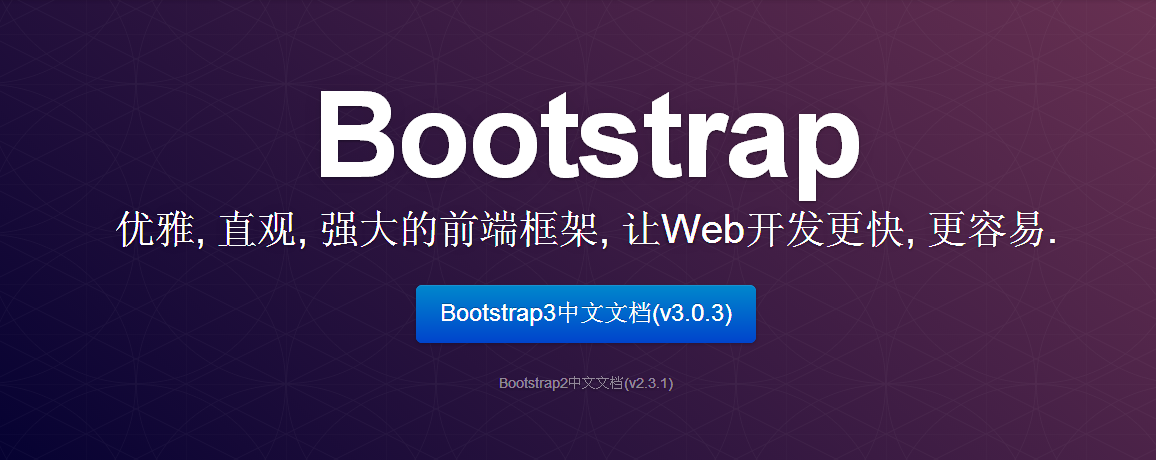 Bootstrap
优雅, 直观, 强大的前端框架, 让Web开发更快, 更容易.
Bootstrap3中文文档(v3.0.3)
Bootstrap2中文文档(v2.3.1)